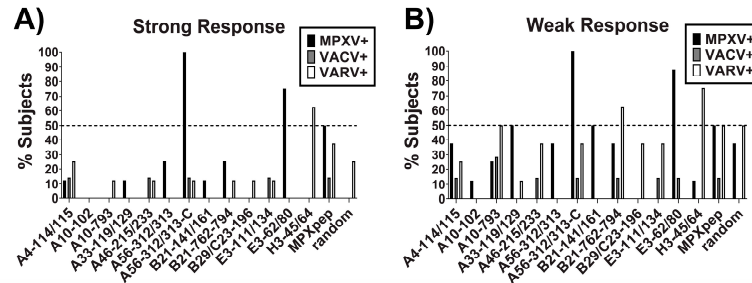 A)
Strong Response
MPXV+
VACV+
VARV+
% Subjects
100
90
80
70
60
50
40
30
20
10
0
A4-114/115
A10-102
A10-793
A33-119/129
A46-215/233
A56-312/313
A56-312/313-C
B21-141/161
B21-762-794
B29/C23-196
E3-111/134
E3-62/80
H3-45/64
MPXpep
random
B)
Weak Response
MPXV+
VACV+
VARV+
% Subjects
100
90
80
70
60
50
40
30
20
10
0
A4-114/115
A10-102
A10-793
A33-119/129
A46-215/233
A56-312/313
A56-312/313-C
B21-141/161
B21-762-794
B29/C23-196
E3-111/134
E3-62/80
H3-45/64
MPXpep
random